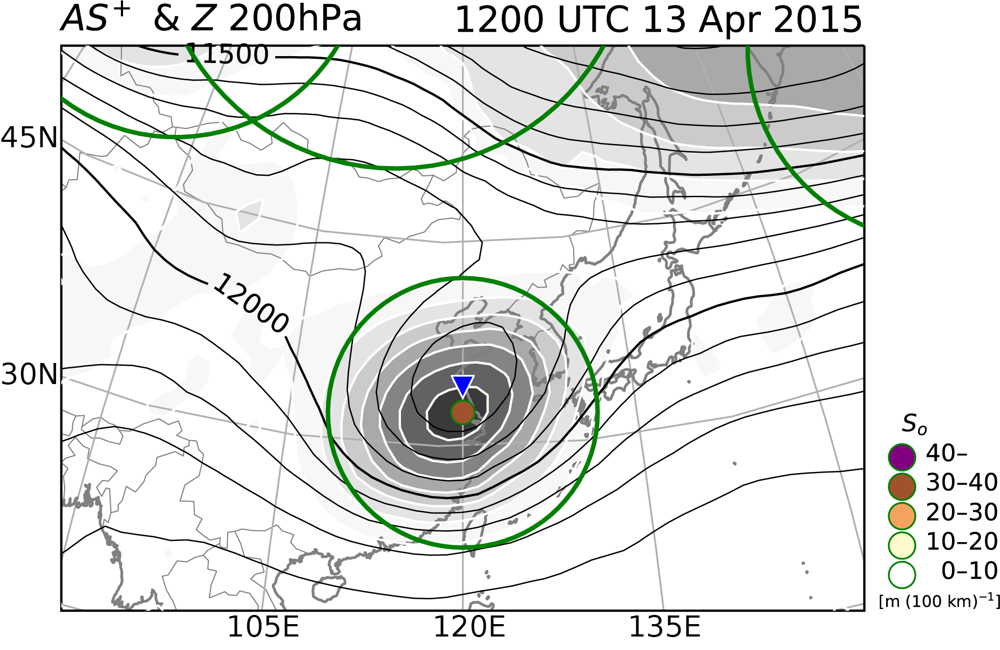 AS⁺ & Z 200hPa
1200 UTC 13 Apr 2015
11500
45N
12000
30N
105E
120E
135E
Sₒ
40–
30–40
20–30
10–20
0–10
[m (100 km)⁻¹]